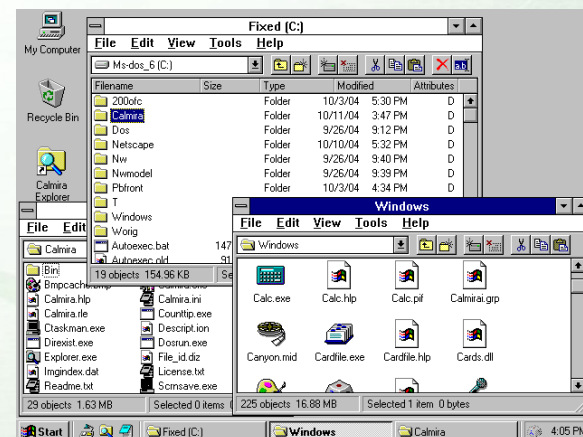 My Computer
Recycle Bin
Calmira
Explorer
Fixed (C:)
File Edit View Tools Help
Ms-dos_6 (C:)
Filename Size Type Modified Attributes
200ofc Folder 10/3/04 5:30 PM D
Calmira Folder 10/11/04 3:47 PM D
Dos Folder 9/26/04 9:12 PM D
Netscape Folder 10/10/04 5:32 PM D
Nw Folder 9/26/04 9:40 PM D
Nwmodel Folder 9/26/04 9:39 PM D
Pbfront Folder 10/3/04 4:34 PM D
T
Windows
Worig
Autoexec.bat 147
Autoexec.old 91
19 objects 154.96 KB Se
File Edit
Calmira
Bin
Bmpcache.bmp
Calmira.hlp Calmira.ini
Calmira.rle Counttip.exe
Ctaskman.exe Descript.ion
Direxist.exe Dosrun.exe
Explorer.exe File_id.diz
Imgindex.dat License.txt
Readme.txt Scrnsave.exe
29 objects 1.63 MB Selected 0 items
Windows
File Edit View Tools Help
Windows
Calc.exe Calc.hlp Calc.pif Calmirai.grp
Canyon.mid Cardfile.exe Cardfile.hlp Cards.dll
225 objects 16.88 MB Selected 1 item 0 bytes
Start Fixed (C:) Windows Calmira 4:05 PM